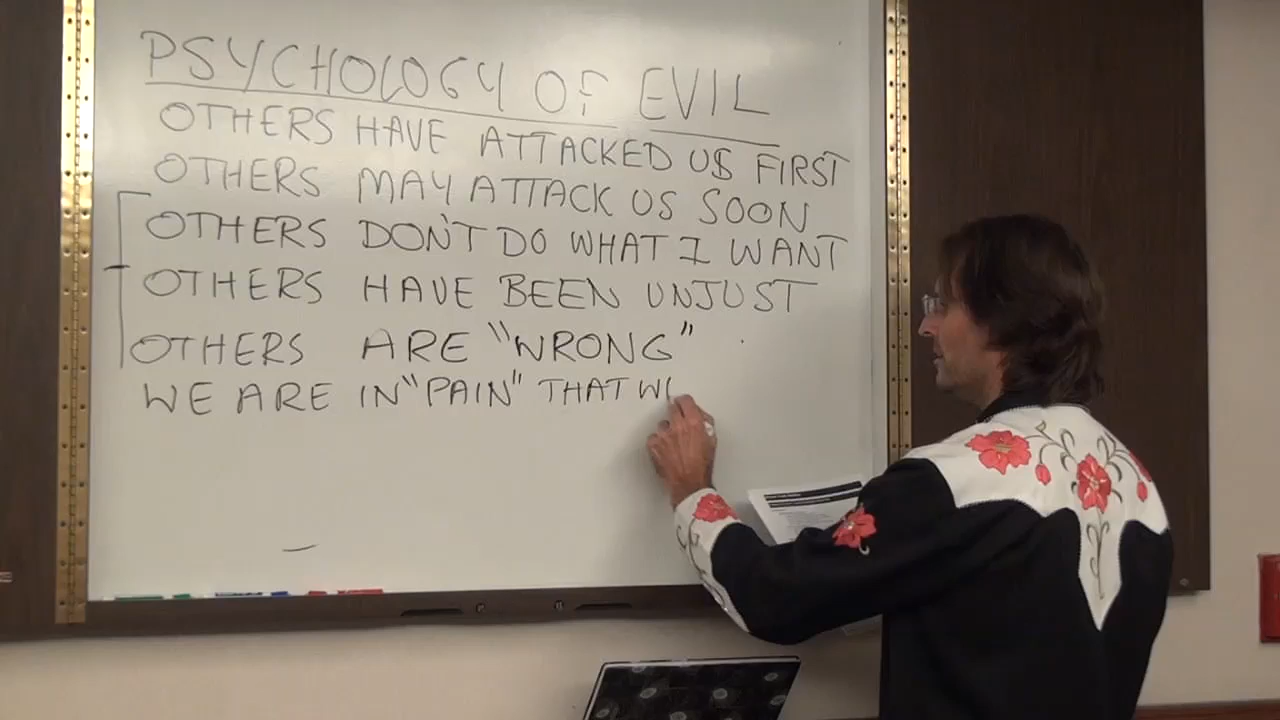 PSYCHOLOGY OF EVIL
OTHERS HAVE ATTACKED US FIRST
OTHERS MAY ATTACK US SOON
OTHERS DON'T DO WHAT I WANT
OTHERS HAVE BEEN UNJUST
OTHERS ARE "WRONG"
WE ARE IN "PAIN" THAT